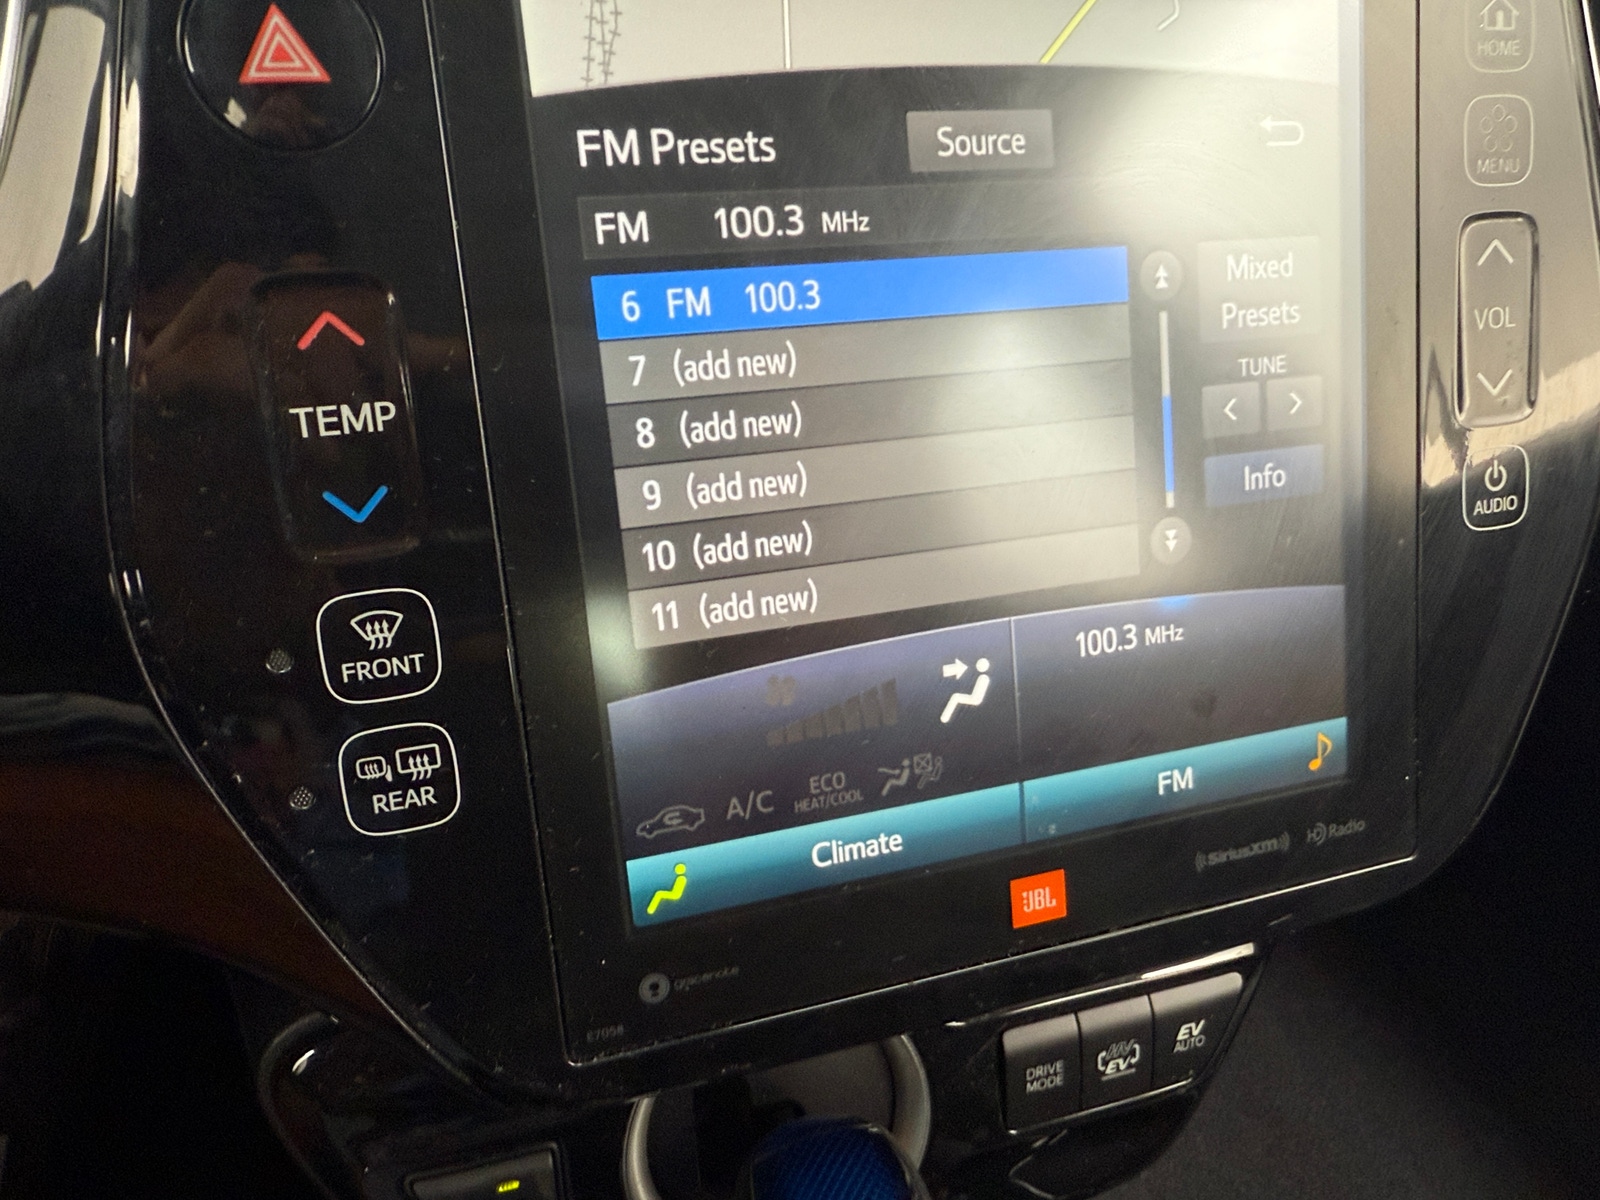 FM Presets
Source
FM 100.3 MHz
6 FM 100.3
7 (add new)
8 (add new)
9 (add new)
10 (add new)
11 (add new)
Mixed
Presets
TUNE
Info
HOME
MENU
VOL
AUDIO
TEMP
FRONT
REAR
100.3 MHz
A/C
ECO
HEAT/COOL
Climate
FM
JBL
((SiriusXM))
HD Radio
DRIVE
MODE
HV
EV
EV
AUTO